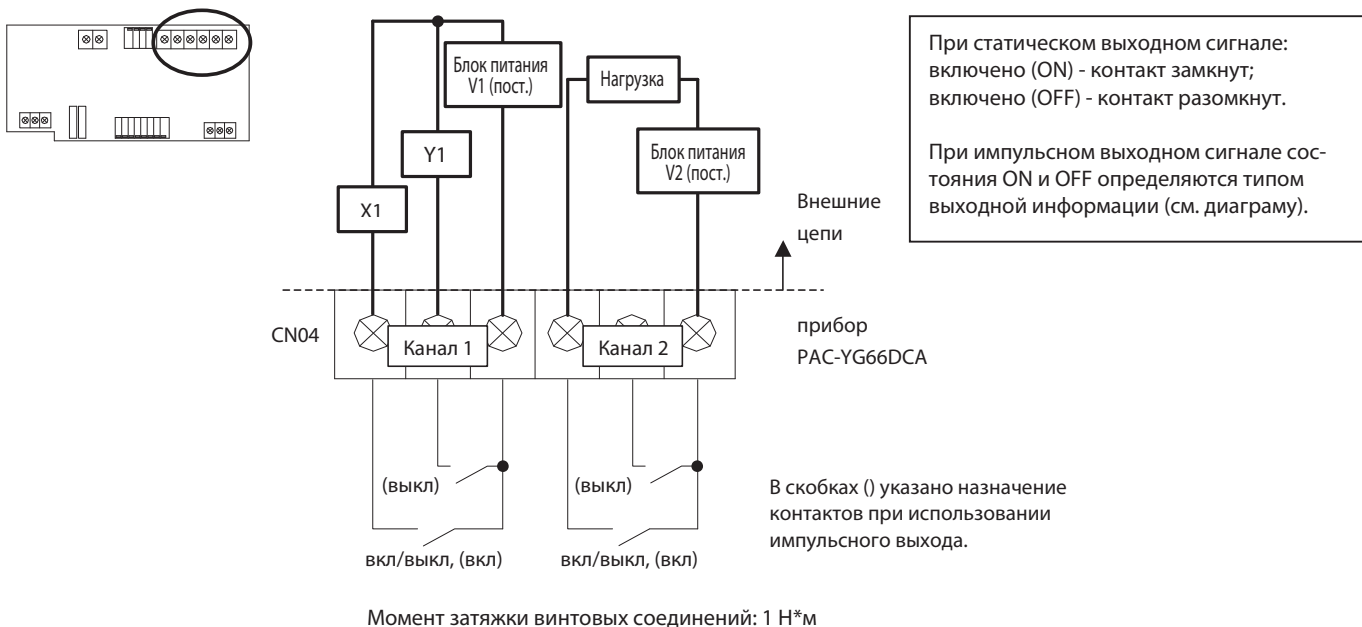 Блок питания
V1 (пост.)
Нагрузка
Y1
Блок питания
V2 (пост.)
X1
Внешние
цепи
При статическом выходном сигнале:
включено (ON) - контакт замкнут;
включено (OFF) - контакт разомкнут.
При импульсном выходном сигнале сос-
тояния ON и OFF определяются типом
выходной информации (см. диаграму).
CN04
Канал 1
Канал 2
прибор
PAC-YG66DCA
(выкл)
(выкл)
вкл/выкл, (вкл)
вкл/выкл, (вкл)
В скобках () указано назначение
контактов при использовании
импульсного выхода.
Момент затяжки винтовых соединений: 1 Н*м